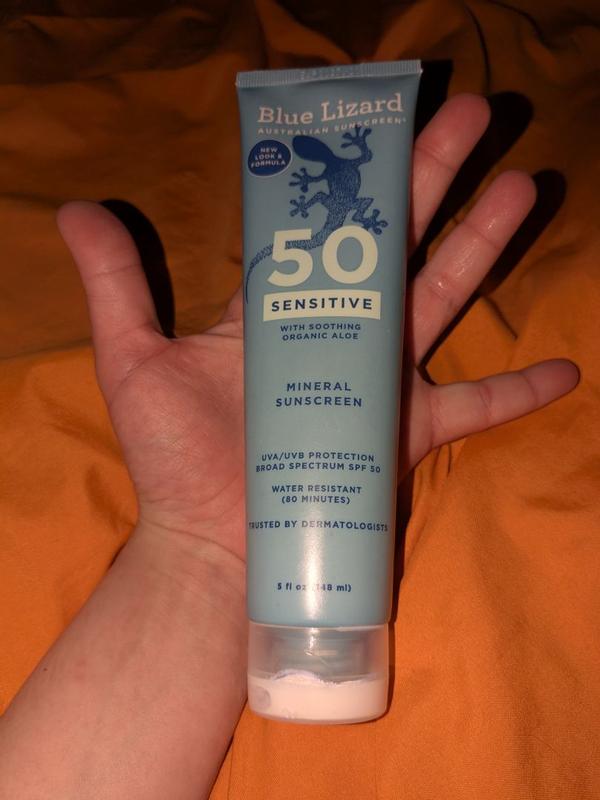 Blue Lizard
AUSTRALIAN SUNSCREEN
NEW
LOOK &
FORMULA
50
SENSITIVE
WITH SOOTHING
ORGANIC ALOE
MINERAL
SUNSCREEN
UVA/UVB PROTECTION
BROAD SPECTRUM SPF 50
WATER RESISTANT
(80 MINUTES)
TRUSTED BY DERMATOLOGISTS
5 fl oz (148 ml)